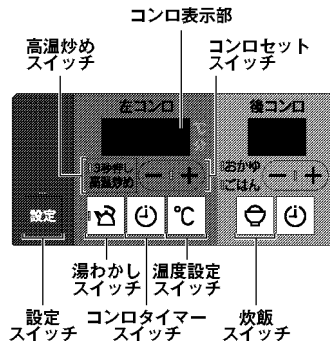 コンロ表示部
高温炒め
スイッチ
コンロセット
スイッチ
左コンロ
後コンロ
℃
分
3秒押し
高温炒め
− +
おかゆ
ごはん
− +
設定
℃
湯わかし
スイッチ
温度設定
スイッチ
設定
スイッチ
コンロタイマー
スイッチ
炊飯
スイッチ